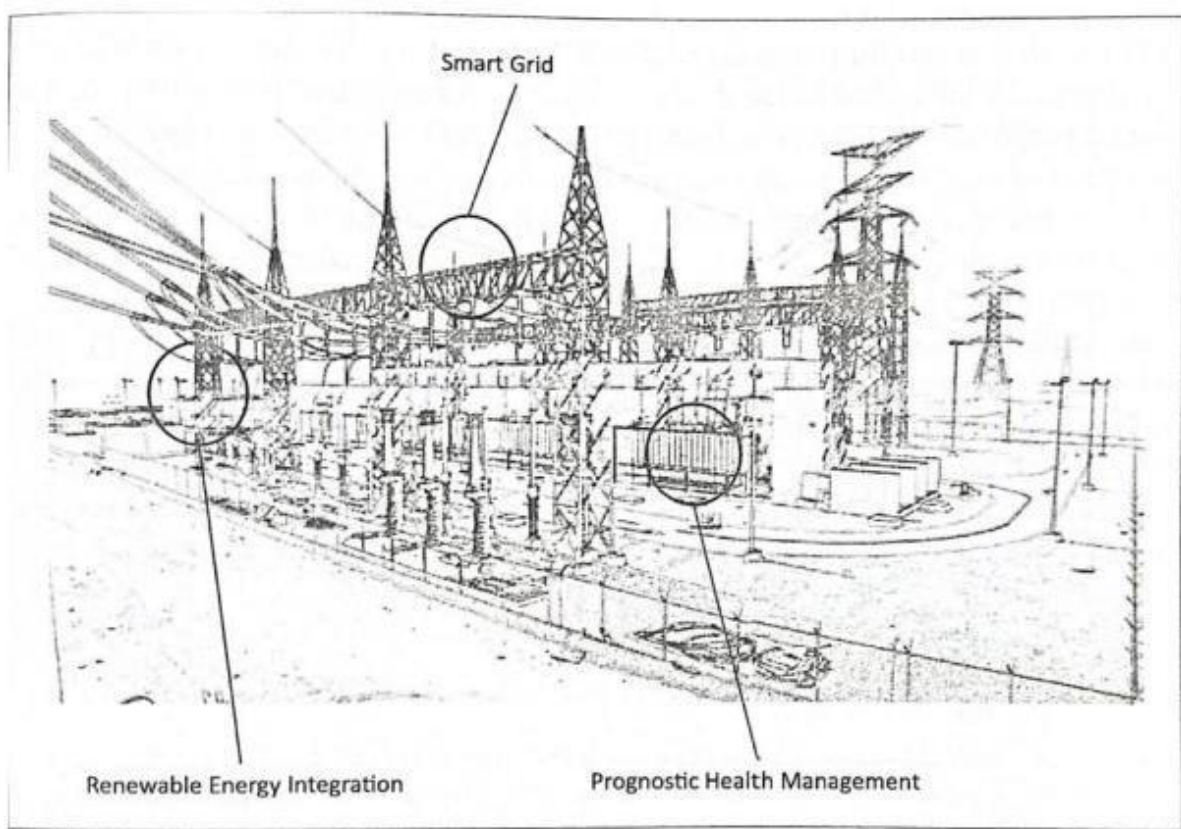 Smart Grid
Renewable Energy Integration
Prognostic Health Management